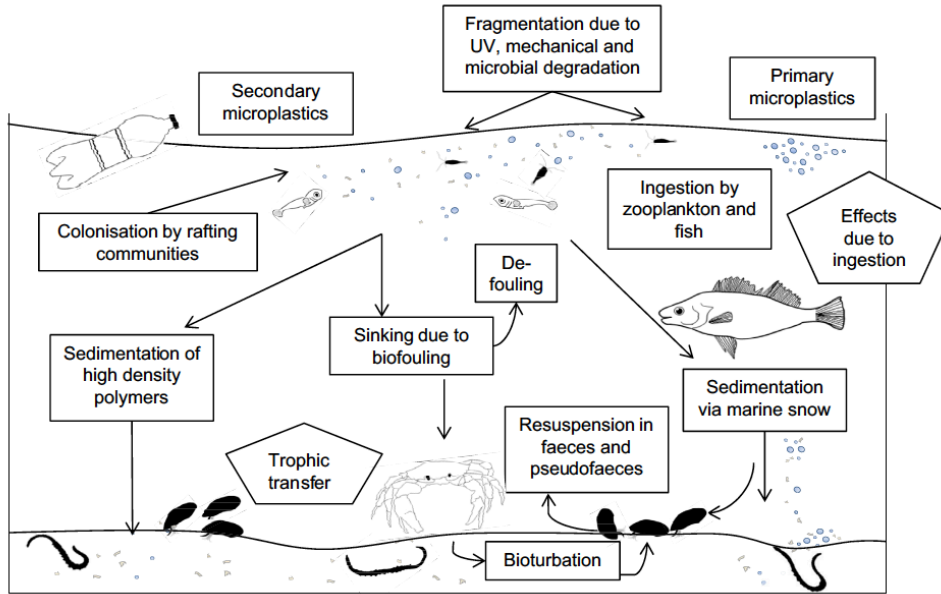 Fragmentation due to
UV, mechanical and
microbial degradation
Secondary
microplastics
Primary
microplastics
Colonisation by rafting
communities
Ingestion by
zooplankton and
fish
Effects
due to
ingestion
De-
fouling
Sedimentation of
high density
polymers
Sinking due to
biofouling
Sedimentation
via marine snow
Trophic
transfer
Resuspension in
faeces and
pseudofaeces
Bioturbation